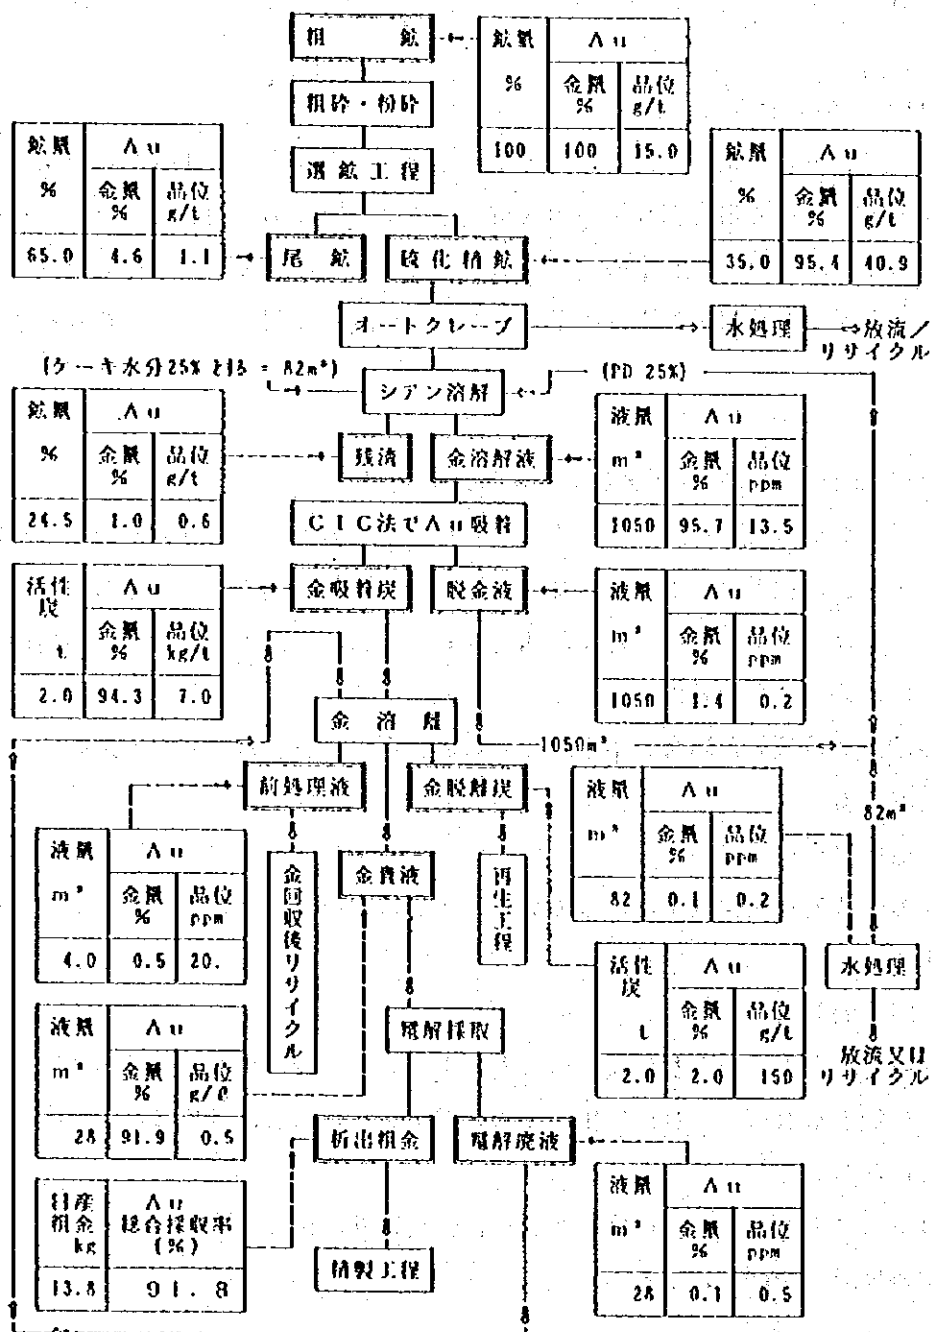 粗 鉱
鉱量 Au
% 金量 % 品位 g/t
100 100 15.0
粗砕・粉砕
選鉱工程
鉱量 Au
% 金量 % 品位 g/t
65.0 4.6 1.1
尾 鉱
硫化精鉱
鉱量 Au
% 金量 % 品位 g/t
35.0 95.4 40.9
オートクレーブ
水処理
放流/
リサイクル
(ケーキ水分25%とする = 82m³)
シアン溶解
(PD 25%)
鉱量 Au
% 金量 % 品位 g/t
24.5 1.0 0.6
残渣
金溶解液
液量 Au
m³ 金量 % 品位 ppm
1050 95.7 13.5
CIC法でAu吸着
活性炭 Au
t 金量 % 品位 kg/t
2.0 94.3 7.0
金吸着炭
脱金液
液量 Au
m³ 金量 % 品位 ppm
1050 1.4 0.2
金 溶 離
1050m³
前処理液
金脱離炭
82m³
液量 Au
m³ 金量 % 品位 ppm
82 0.1 0.2
液量 Au
m³ 金量 % 品位 ppm
4.0 0.5 20.
金回収後リサイクル
金貴液
再生工程
水処理
放流又は
リサイクル
活性炭 Au
t 金量 % 品位 g/t
2.0 2.0 150
液量 Au
m³ 金量 % 品位 g/ℓ
28 91.9 0.5
電解採取
析出粗金
電解廃液
日産粗金 kg Au 総合採収率 (%)
13.8 91.8
精製工程
液量 Au
m³ 金量 % 品位 ppm
28 0.1 0.5